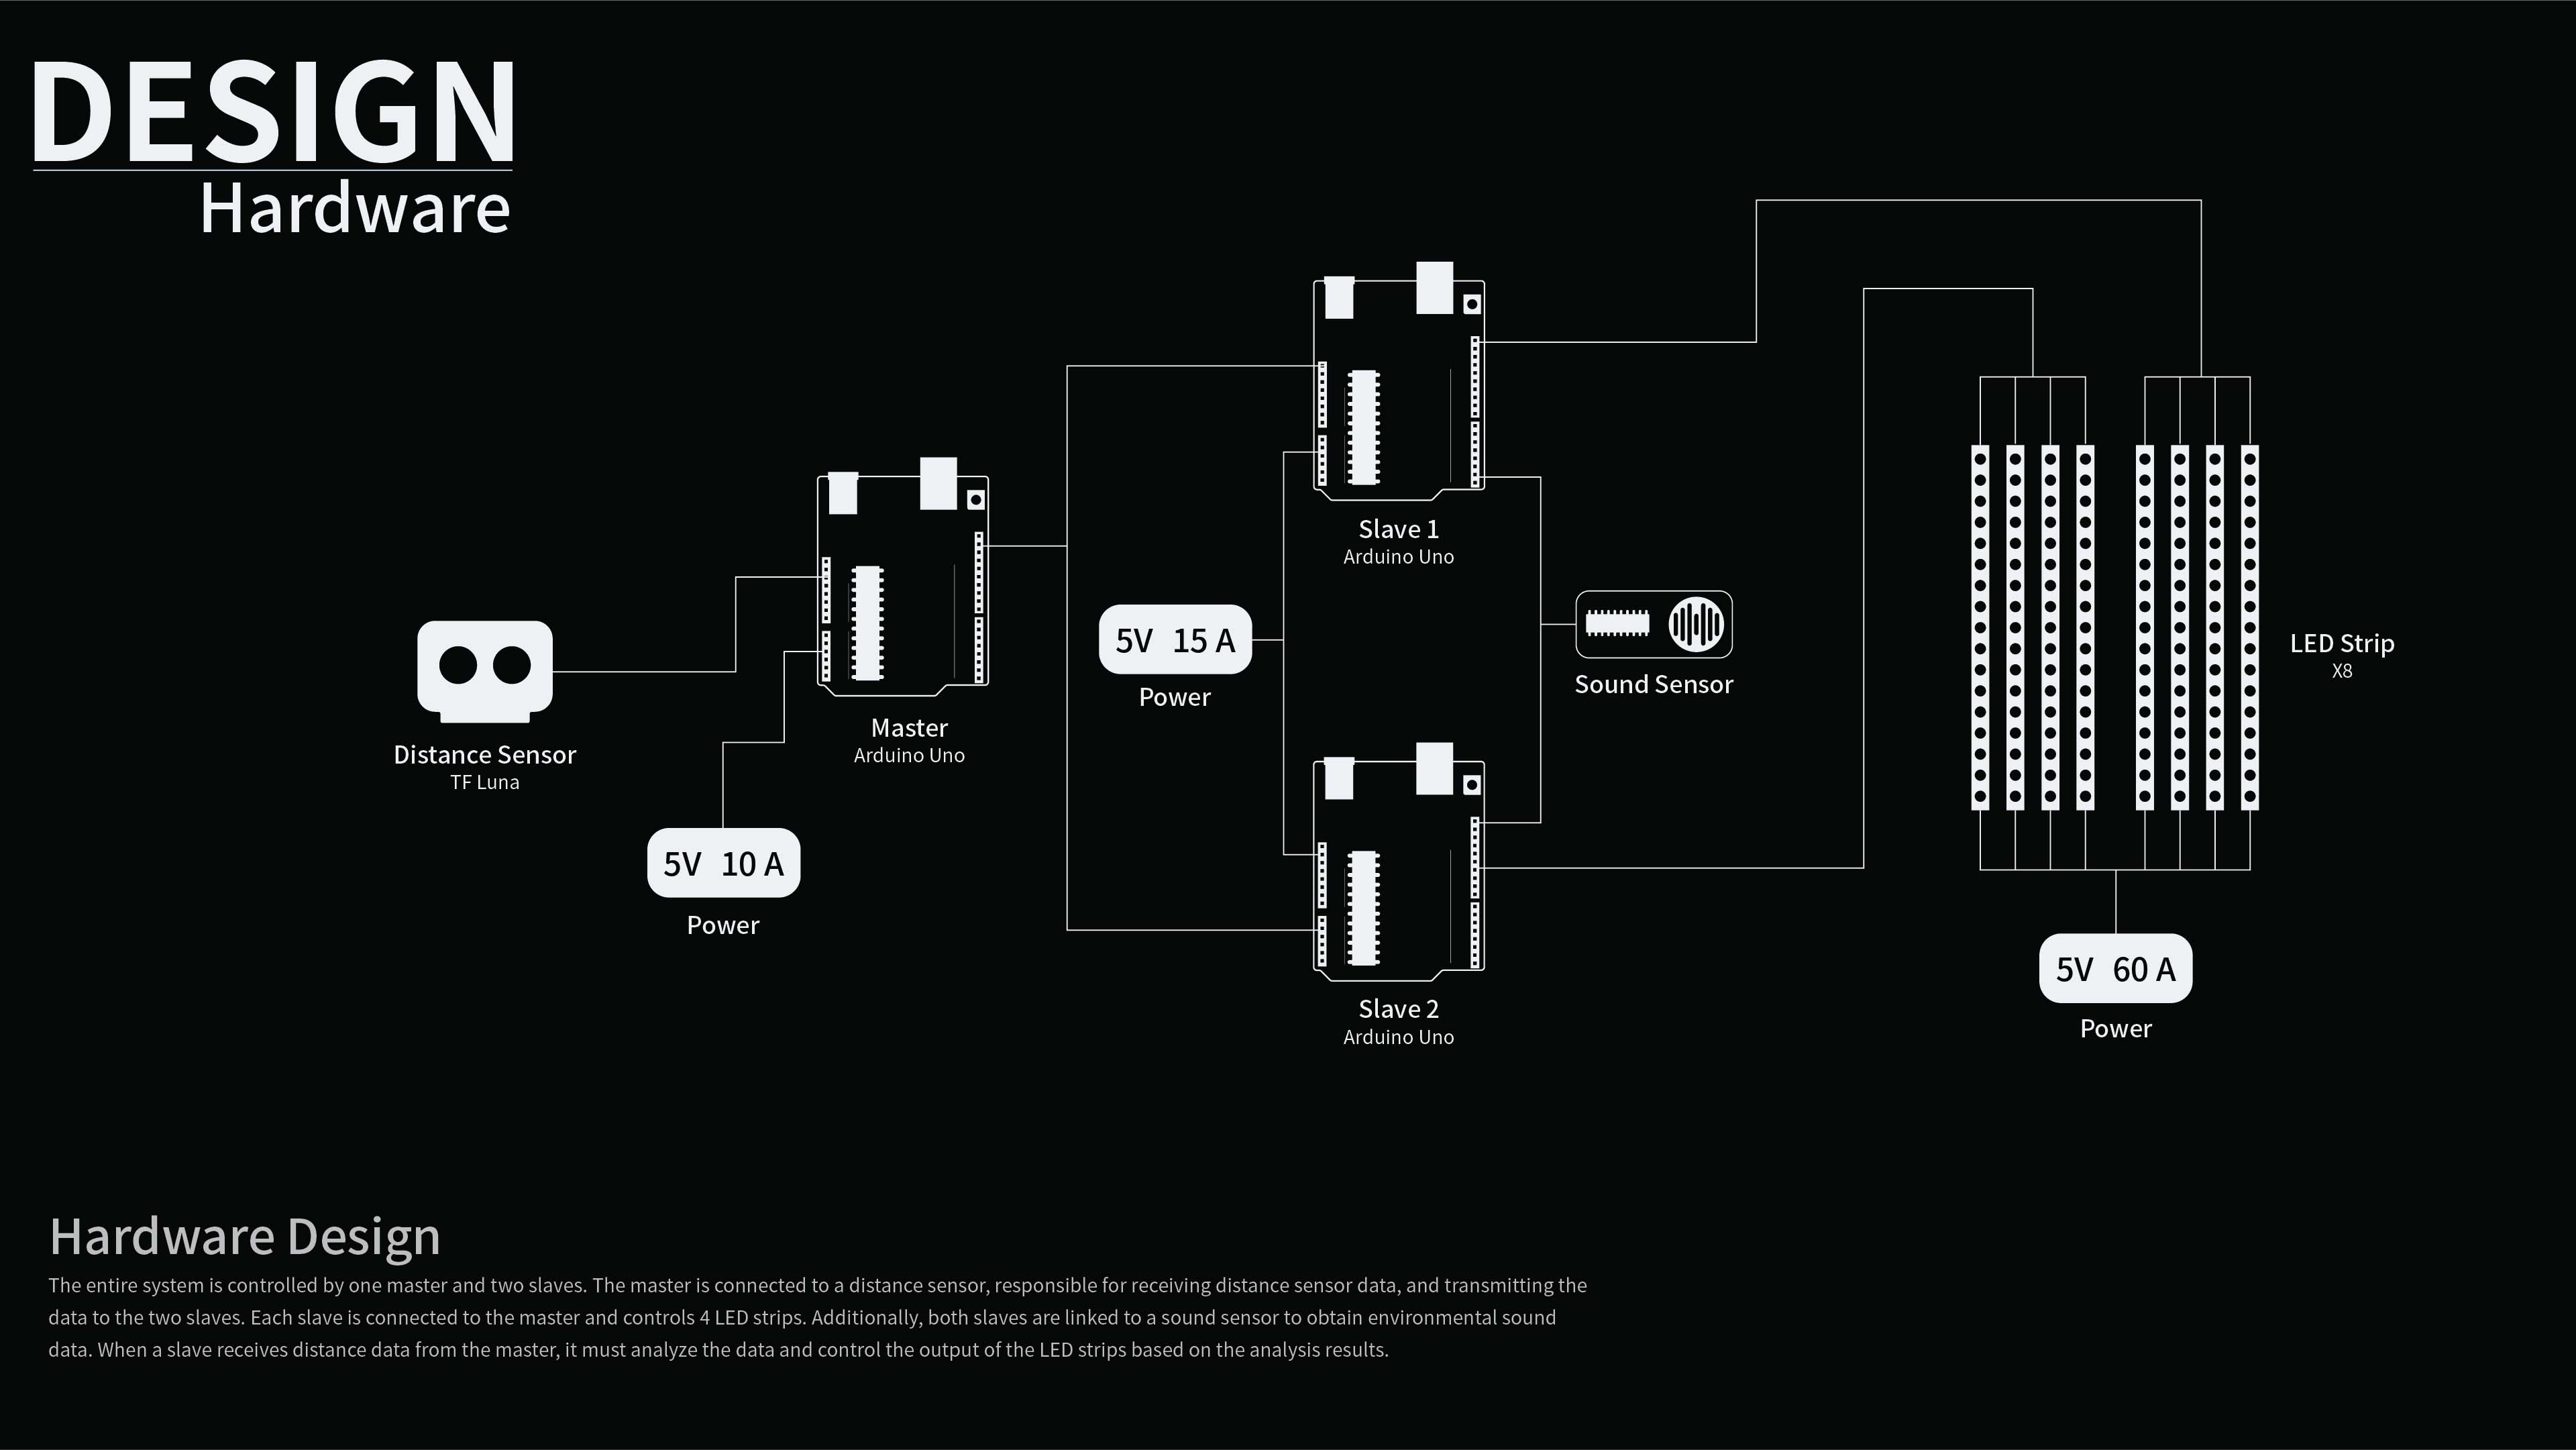 DESIGN
Hardware
Slave 1
Arduino Uno
5V 15 A
Power
Sound Sensor
LED Strip
X8
Master
Arduino Uno
Distance Sensor
TF Luna
5V 10 A
Power
Slave 2
Arduino Uno
5V 60 A
Power
Hardware Design
The entire system is controlled by one master and two slaves. The master is connected to a distance sensor, responsible for receiving distance sensor data, and transmitting the
data to the two slaves. Each slave is connected to the master and controls 4 LED strips. Additionally, both slaves are linked to a sound sensor to obtain environmental sound
data. When a slave receives distance data from the master, it must analyze the data and control the output of the LED strips based on the analysis results.